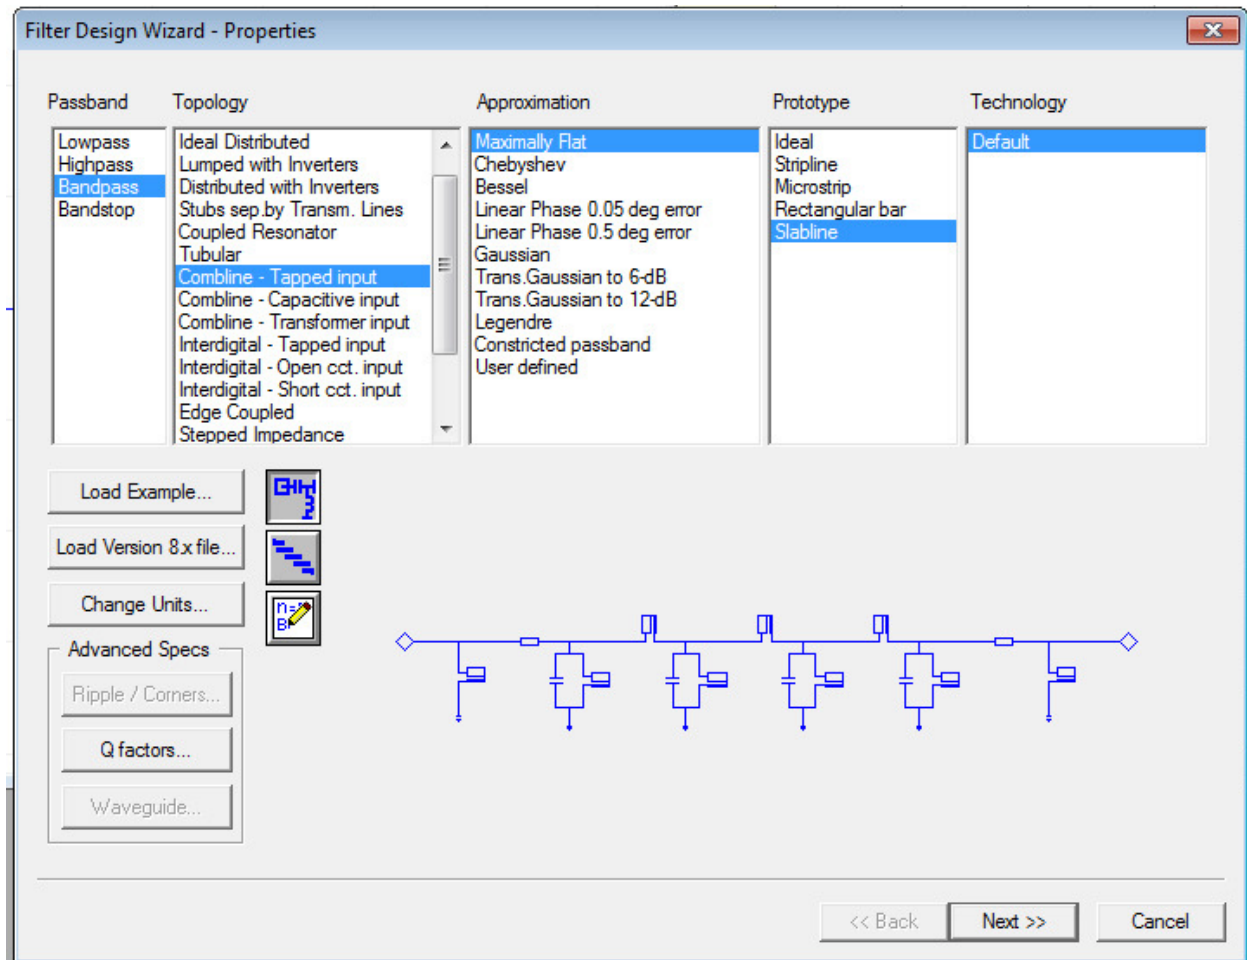 Filter Design Wizard - Properties
Passband
Topology
Approximation
Prototype
Technology
Lowpass
Highpass
Bandpass
Bandstop
Ideal Distributed
Lumped with Inverters
Distributed with Inverters
Stubs sep.by Transm. Lines
Coupled Resonator
Tubular
Combline - Tapped input
Combline - Capacitive input
Combline - Transformer input
Interdigital - Tapped input
Interdigital - Open cct. input
Interdigital - Short cct. input
Edge Coupled
Stepped Impedance
Maximally Flat
Chebyshev
Bessel
Linear Phase 0.05 deg error
Linear Phase 0.5 deg error
Gaussian
Trans.Gaussian to 6-dB
Trans.Gaussian to 12-dB
Legendre
Constricted passband
User defined
Ideal
Stripline
Microstrip
Rectangular bar
Slabline
Default
Load Example...
Load Version 8.x file...
Change Units...
Advanced Specs
Ripple / Corners...
Q factors...
Waveguide...
<< Back
Next >>
Cancel